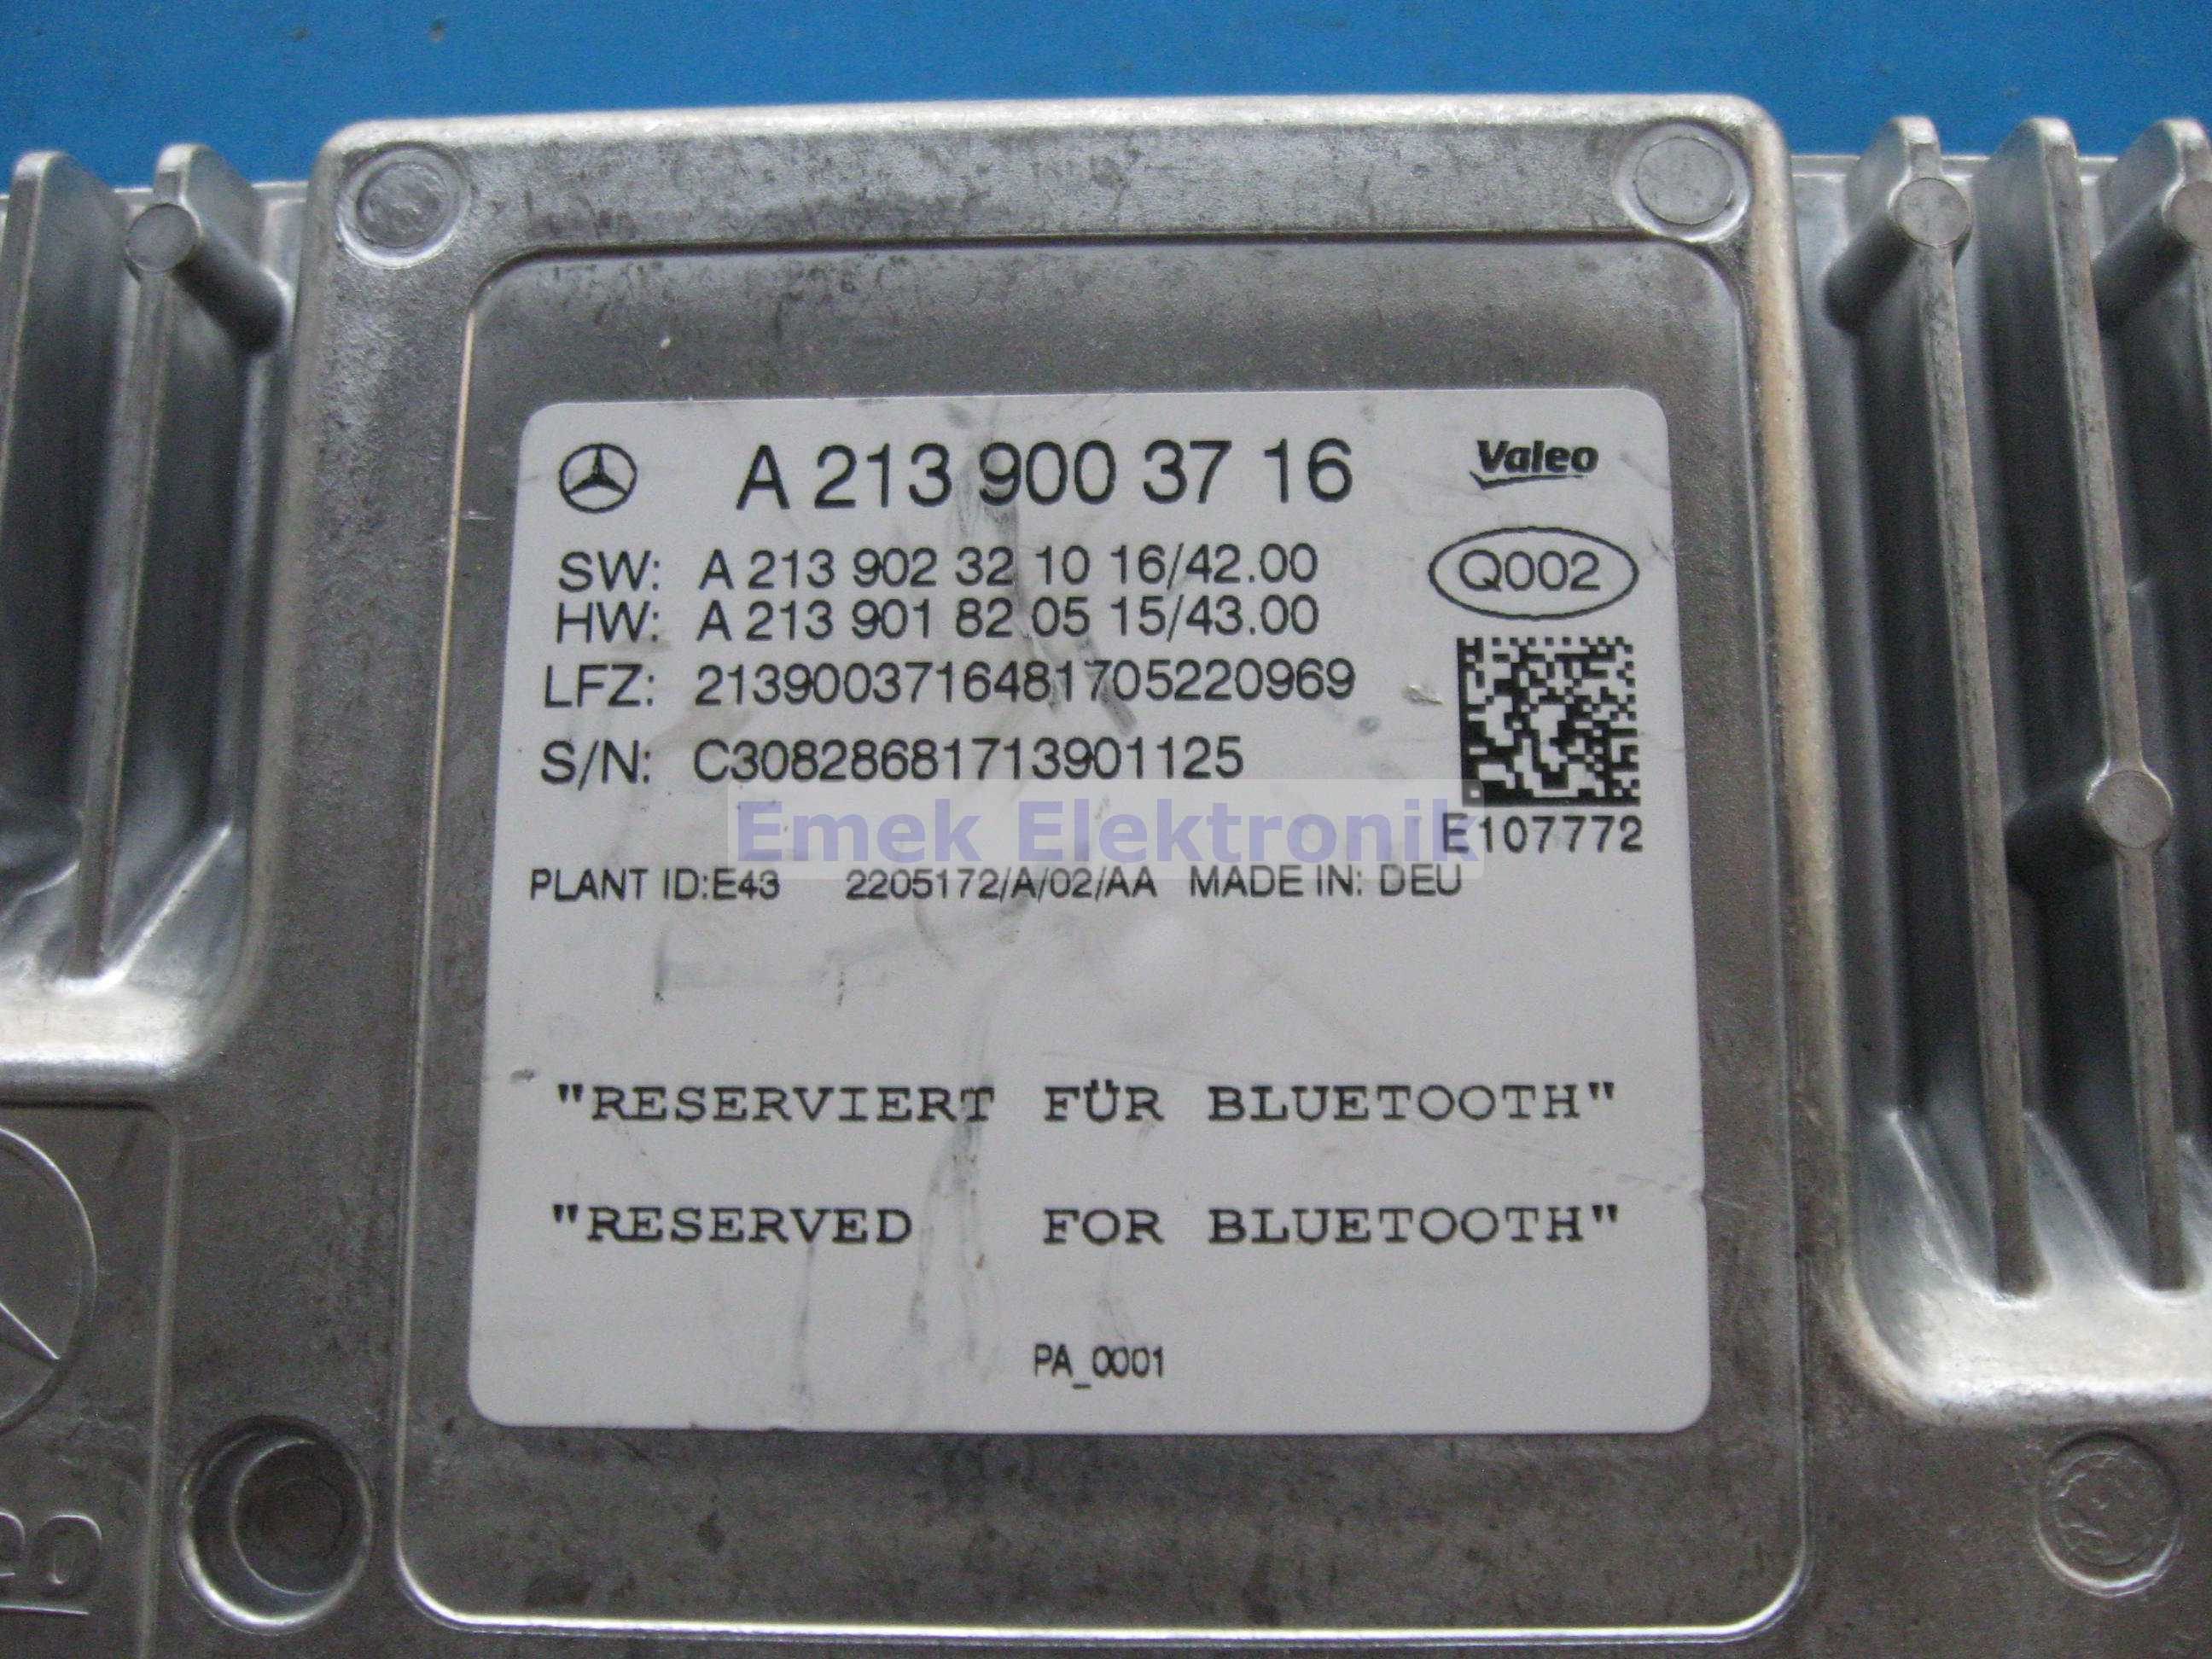 A 213 900 37 16
Valeo
SW: A 213 902 32 10 16/42.00
Q002
HW: A 213 901 82 05 15/43.00
LFZ: 2139003716481705220969
S/N: C30828681713901125
Emek Elektronik
E107772
PLANT ID:E43 2205172/A/02/AA MADE IN: DEU
"RESERVIERT FÜR BLUETOOTH"
"RESERVED FOR BLUETOOTH"
PA_0001